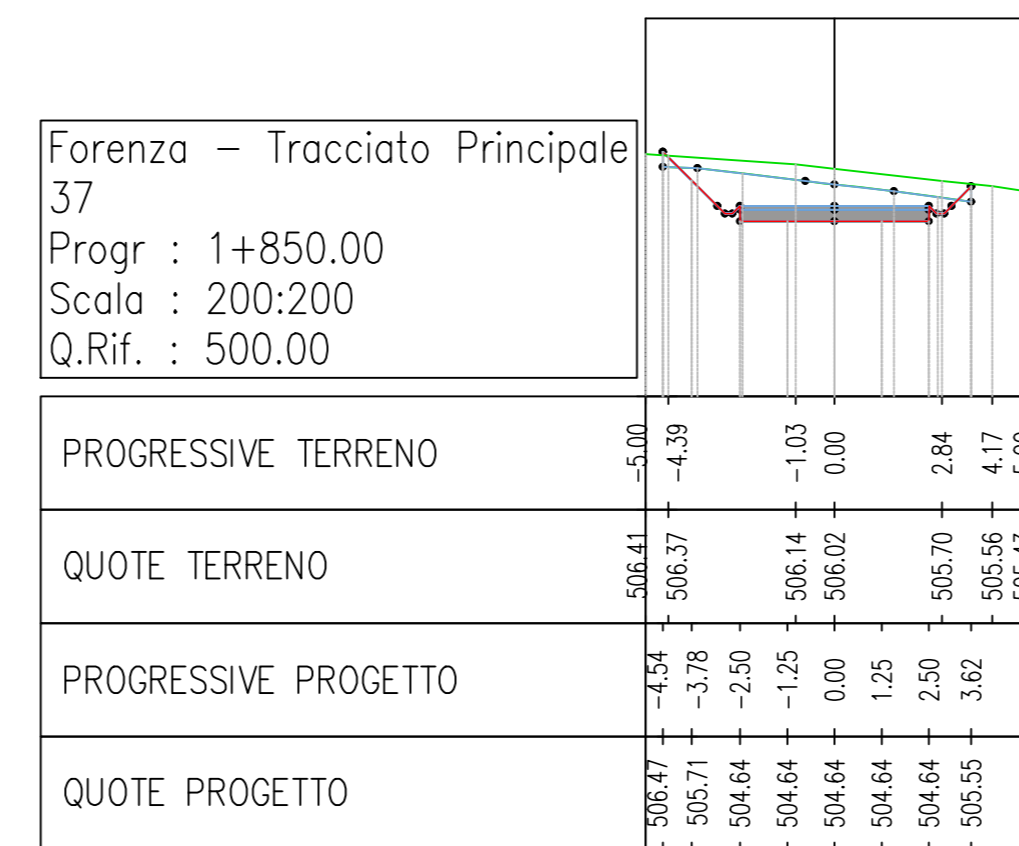 Forenza – Tracciato Principale
37
Progr : 1+850.00
Scala : 200:200
Q.Rif. : 500.00
PROGRESSIVE TERRENO -5.00 -4.39 -1.03 0.00 2.84 4.17
QUOTE TERRENO 506.41 506.37 506.14 506.02 505.70 505.56
PROGRESSIVE PROGETTO -4.54 -3.78 -2.50 -1.25 0.00 1.25 2.50 3.62
QUOTE PROGETTO 506.47 505.71 504.64 504.64 504.64 504.64 504.64 505.55